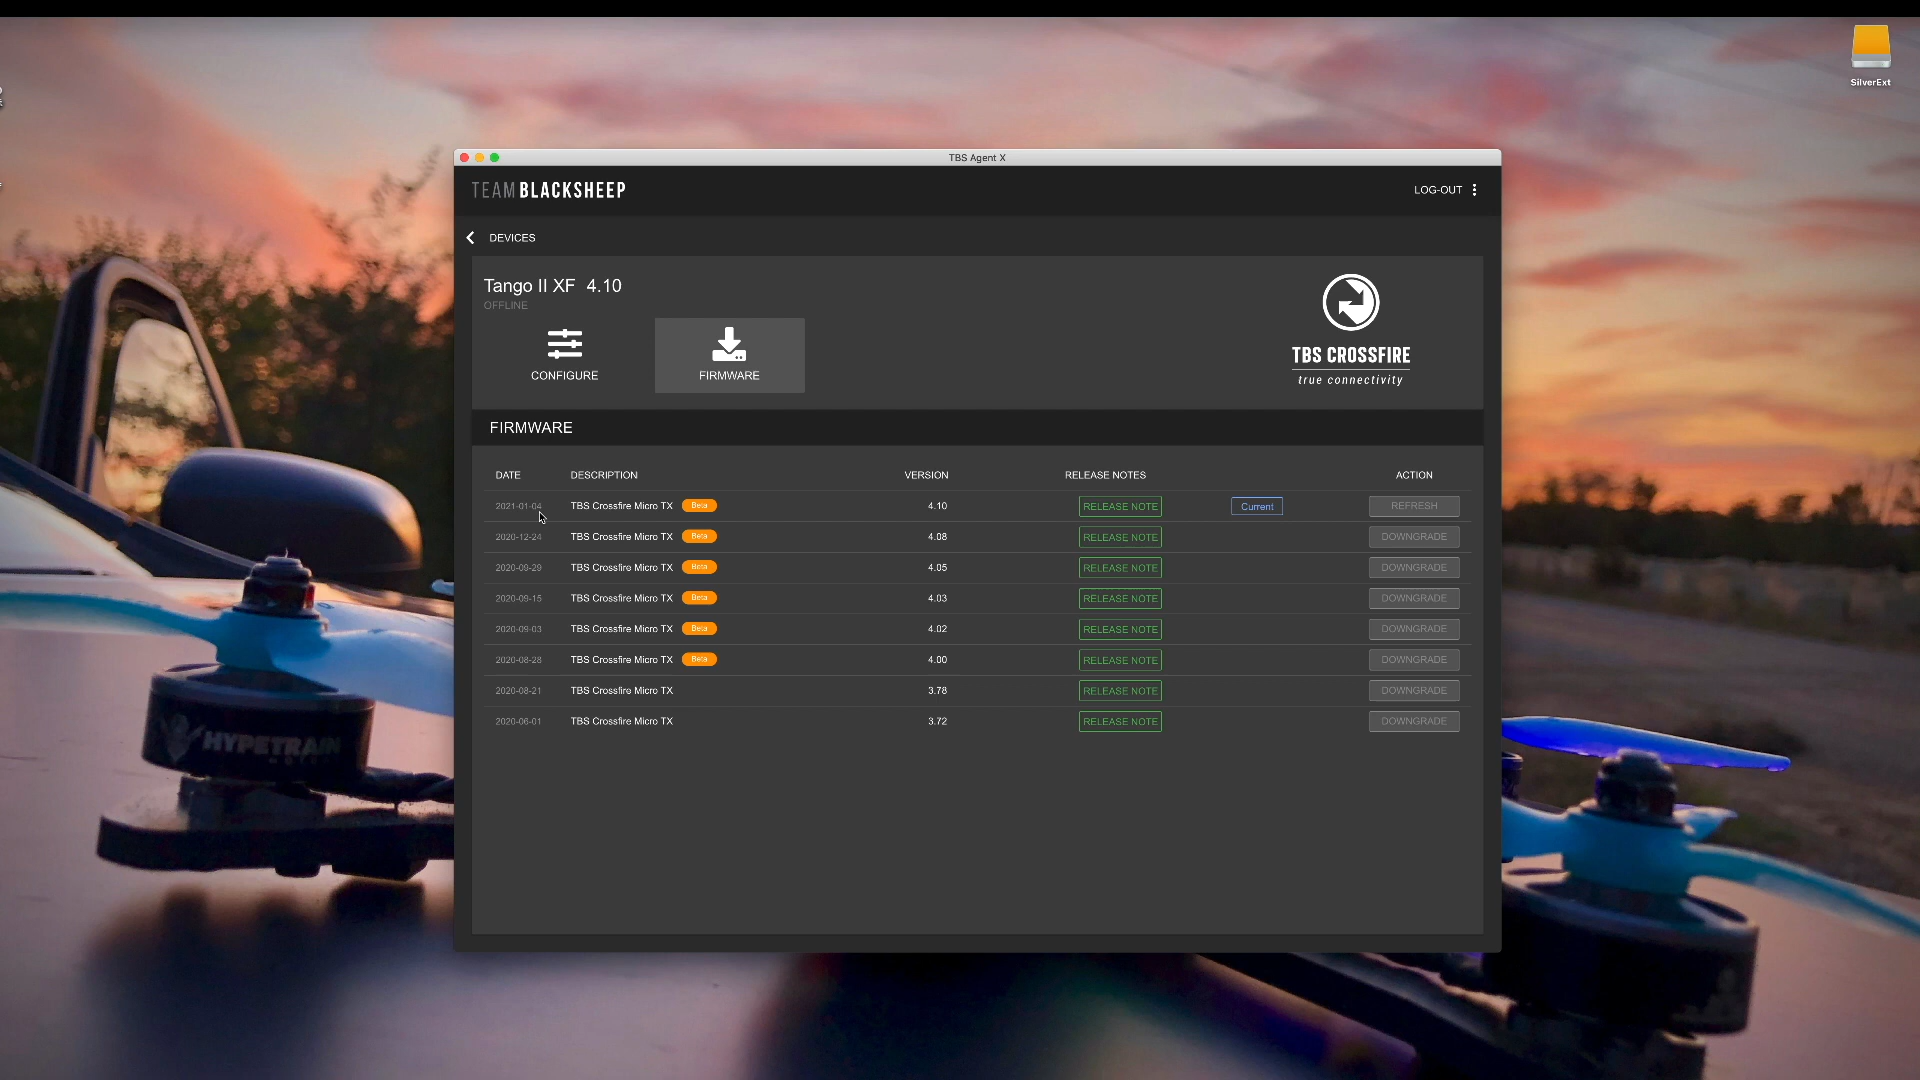 SilverExt
TBS Agent X
TEAM BLACKSHEEP
LOG-OUT
DEVICES
Tango II XF 4.10
OFFLINE
CONFIGURE
FIRMWARE
TBS CROSSFIRE
true connectivity
FIRMWARE
DATE DESCRIPTION VERSION RELEASE NOTES ACTION
2021-01-04 TBS Crossfire Micro TX Beta 4.10 RELEASE NOTE Current REFRESH
2020-12-24 TBS Crossfire Micro TX Beta 4.08 RELEASE NOTE DOWNGRADE
2020-09-29 TBS Crossfire Micro TX Beta 4.05 RELEASE NOTE DOWNGRADE
2020-09-15 TBS Crossfire Micro TX Beta 4.03 RELEASE NOTE DOWNGRADE
2020-09-03 TBS Crossfire Micro TX Beta 4.02 RELEASE NOTE DOWNGRADE
2020-08-28 TBS Crossfire Micro TX Beta 4.00 RELEASE NOTE DOWNGRADE
2020-08-21 TBS Crossfire Micro TX 3.78 RELEASE NOTE DOWNGRADE
2020-06-01 TBS Crossfire Micro TX 3.72 RELEASE NOTE DOWNGRADE
HYPETRAIN